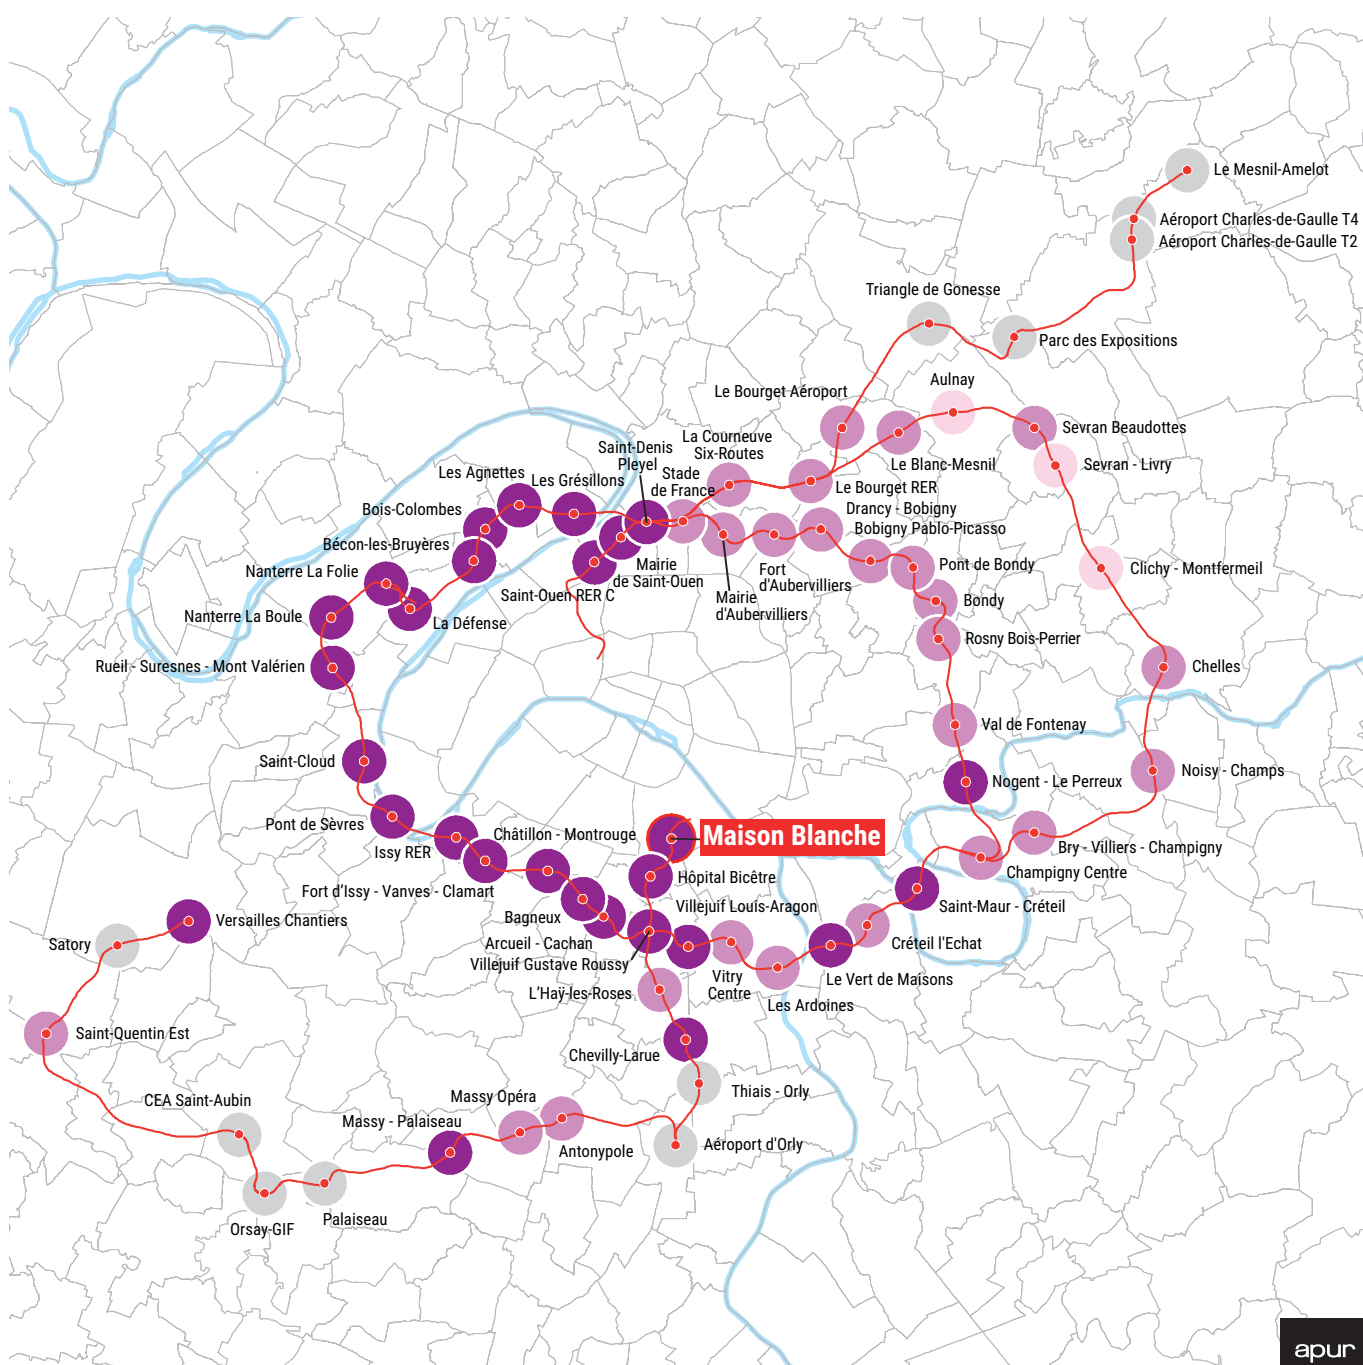 Le Mesnil-Amelot
Aéroport Charles-de-Gaulle T4
Aéroport Charles-de-Gaulle T2
Triangle de Gonesse
Parc des Expositions
Aulnay
Le Bourget Aéroport
Sevran Beaudottes
La Courneuve
Six-Routes
Saint-Denis
Pleyel
Le Blanc-Mesnil
Sevran - Livry
Les Agnettes
Les Grésillons
Stade
de France
Le Bourget RER
Bois-Colombes
Drancy - Bobigny
Bobigny Pablo-Picasso
Bécon-les-Bruyères
Mairie
de Saint-Ouen
Fort
d'Aubervilliers
Pont de Bondy
Clichy - Montfermeil
Nanterre La Folie
Saint-Ouen RER C
Mairie
d'Aubervilliers
Bondy
Nanterre La Boule
La Défense
Rosny Bois-Perrier
Rueil - Suresnes - Mont Valérien
Chelles
Val de Fontenay
Saint-Cloud
Noisy - Champs
Nogent - Le Perreux
Pont de Sèvres
Châtillon - Montrouge
Maison Blanche
Issy RER
Bry - Villiers - Champigny
Champigny Centre
Hôpital Bicêtre
Fort d'Issy - Vanves - Clamart
Villejuif Louis-Aragon
Saint-Maur - Créteil
Versailles Chantiers
Bagneux
Satory
Arcueil - Cachan
Créteil l'Echat
Villejuif Gustave Roussy
Vitry
Centre
Le Vert de Maisons
L'Haÿ-les-Roses
Les Ardoines
Saint-Quentin Est
Chevilly-Larue
Thiais - Orly
CEA Saint-Aubin
Massy Opéra
Massy - Palaiseau
Antonypole
Aéroport d'Orly
Palaiseau
Orsay-GIF
apur